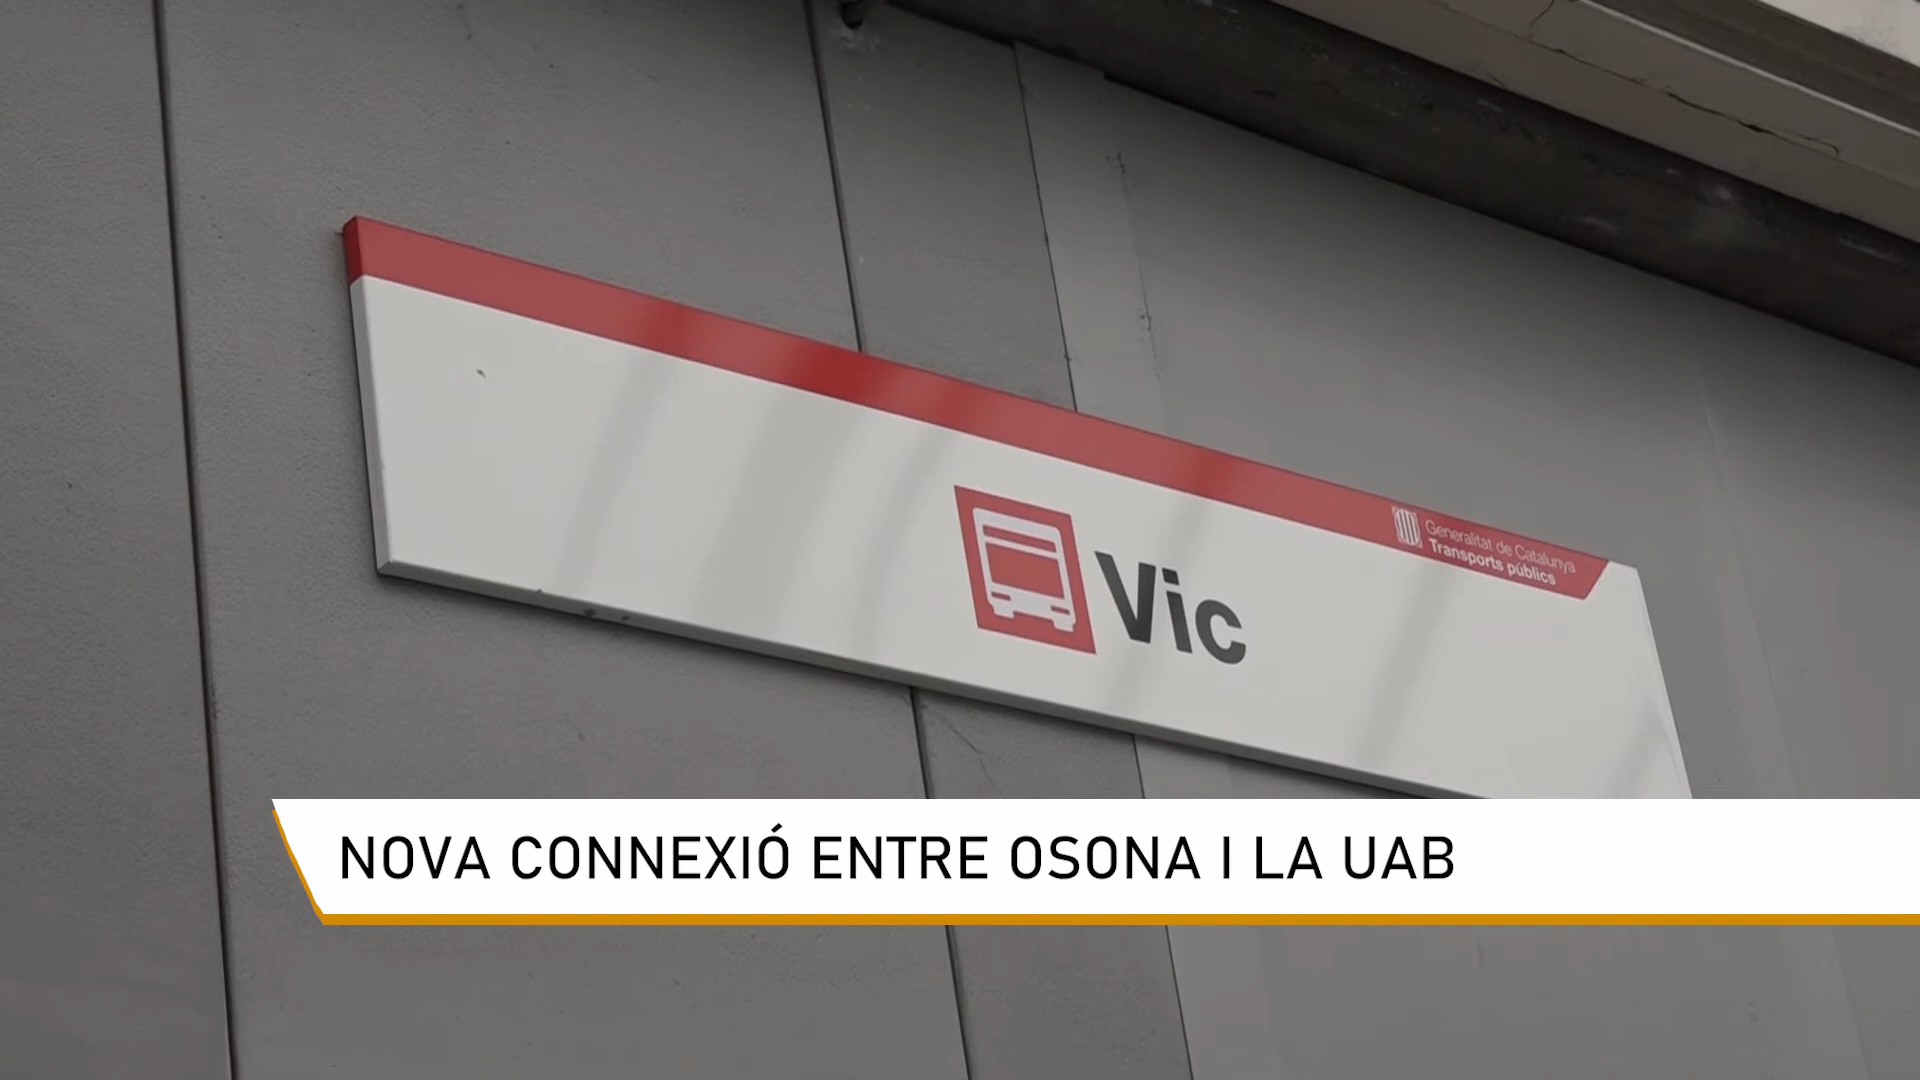 Generalitat de Catalunya
Transports públics
Vic
NOVA CONNEXIÓ ENTRE OSONA I LA UAB